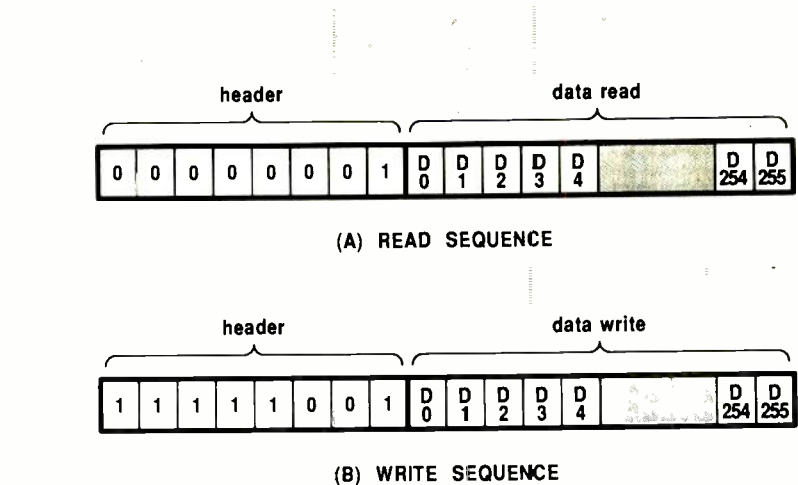 header data read
0 0 0 0 0 0 0 1 D 0 D 1 D 2 D 3 D 4 D 254 D 255
(A) READ SEQUENCE
header data write
1 1 1 1 1 0 0 1 D 0 D 1 D 2 D 3 D 4 D 254 D 255
(B) WRITE SEQUENCE